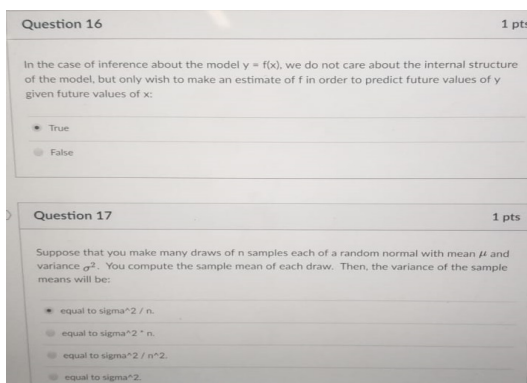 Question 16
1 pts
In the case of inference about the model y = f(x), we do not care about the internal structure
of the model, but only wish to make an estimate of f in order to predict future values of y
given future values of x:
True
False
Question 17
1 pts
Suppose that you make many draws of n samples each of a random normal with mean μ and
variance σ². You compute the sample mean of each draw. Then, the variance of the sample
means will be:
equal to sigma^2 / n.
equal to sigma^2 * n.
equal to sigma^2 / n^2.
equal to sigma^2.